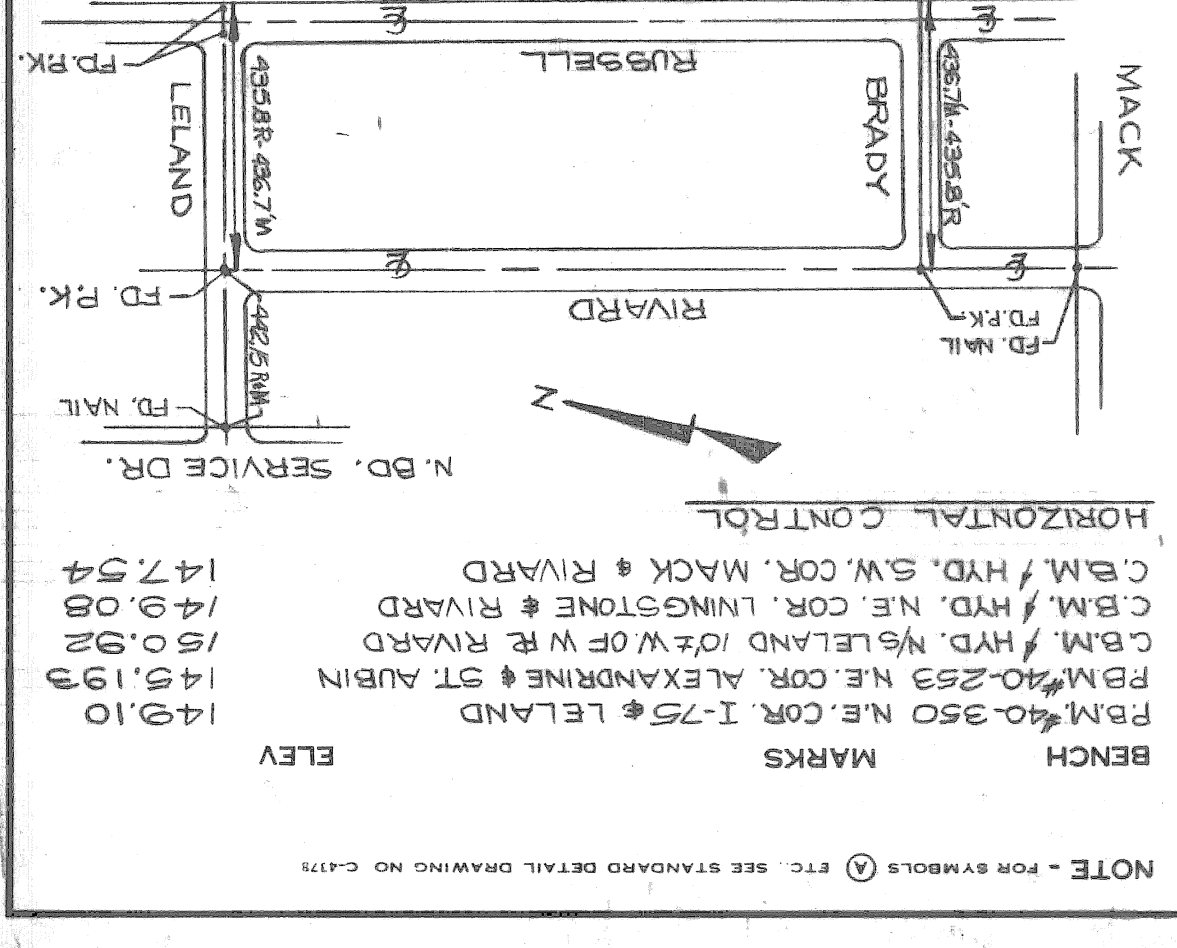 NOTE - FOR SYMBOLS Ⓐ ETC., SEE STANDARD DETAIL DRAWING NO C-4378
BENCH MARKS ELEV
P.B.M. #40-350 N.E. COR. I-75 & LELAND 149.10
P.B.M. #40-253 N.E. COR. ALEXANDRINE & ST. AUBIN 145.193
C.B.M. HYD. N/S LELAND 10'± W. OF W. ⅊ RIVARD 150.92
C.B.M. HYD. N.E. COR. LIVINGSTONE & RIVARD 149.08
C.B.M. HYD. S.W. COR. MACK & RIVARD 147.54
HORIZONTAL CONTROL
N. BD. SERVICE DR.
N
FD. NAIL
442.15 R&M
FD. NAIL
FD. P.K.
RIVARD
FD. P.K.
℄
℄
MACK
436.7'M-435.8'R
BRADY
435.8'R-436.7'M
LELAND
RUSSELL
FD. P.K.
℄
℄